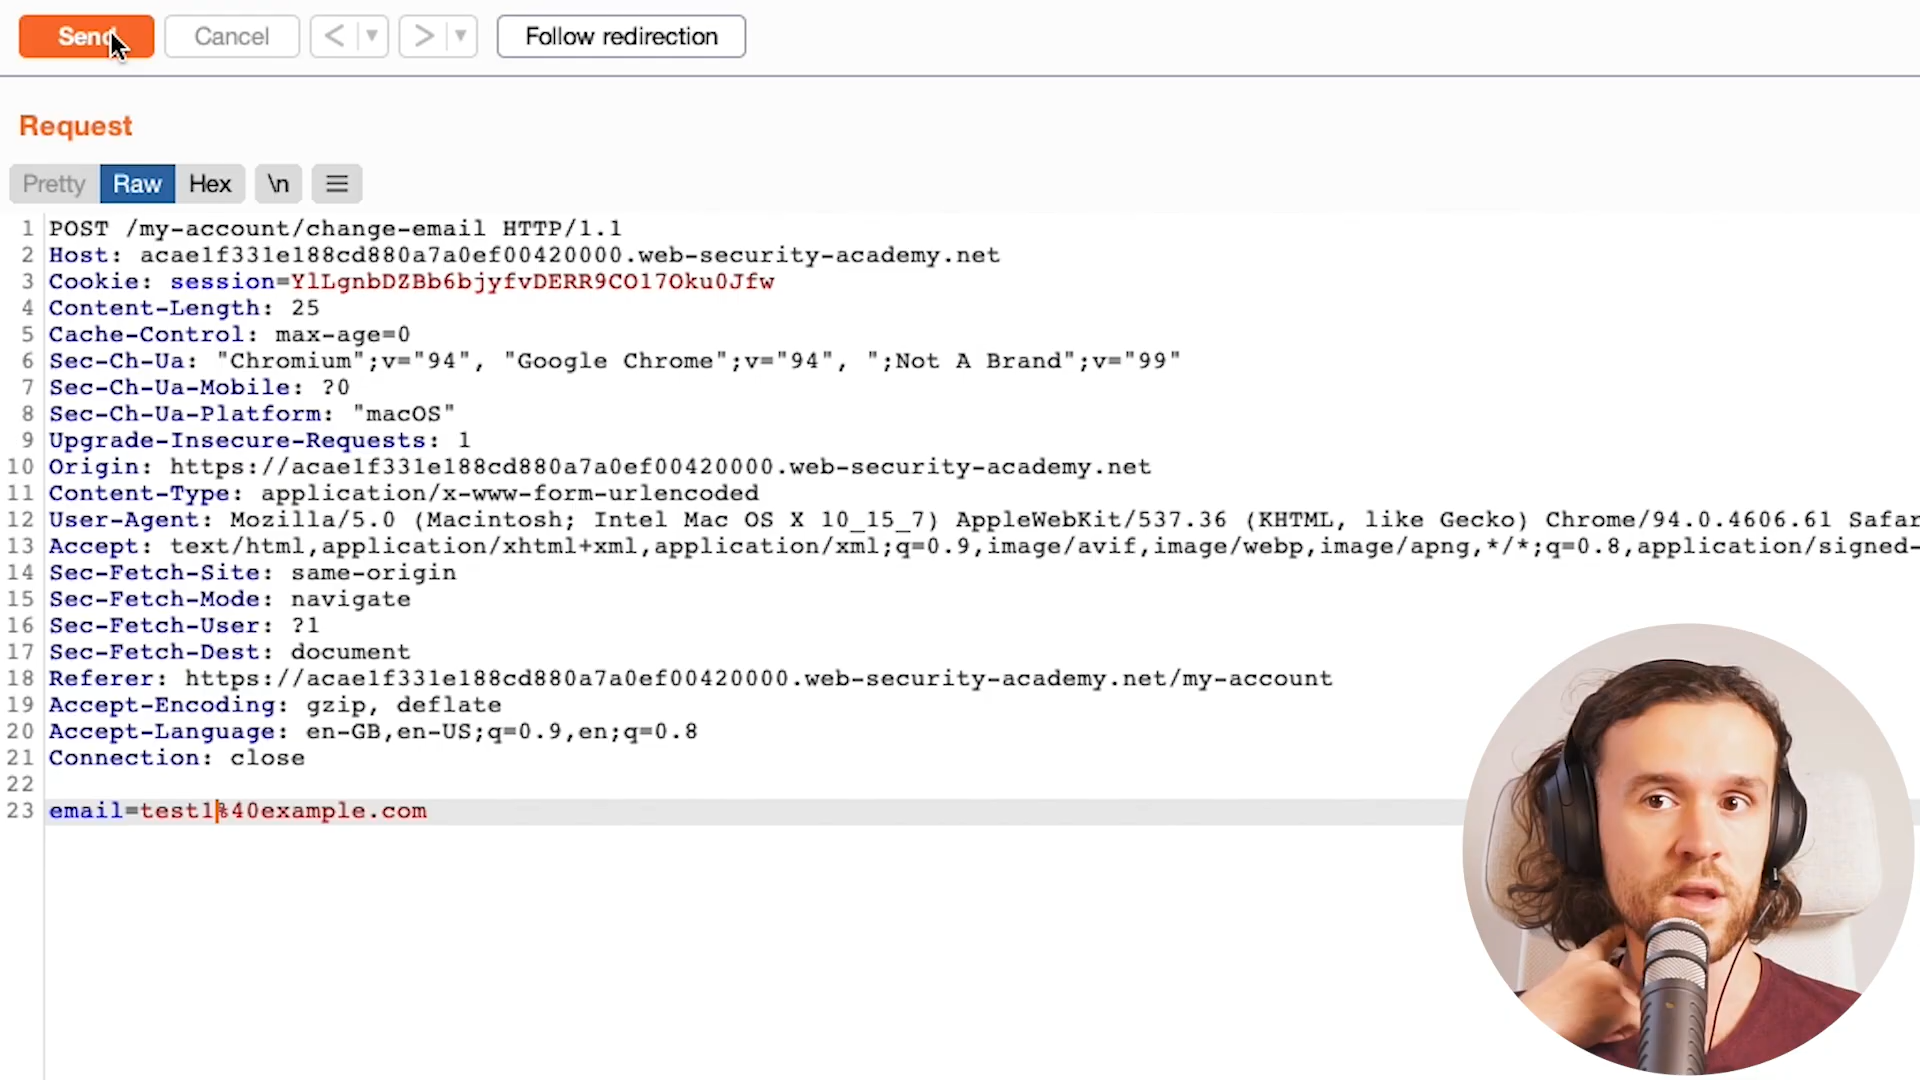 Send Cancel < ▼ > ▼ Follow redirection
Request
Pretty Raw Hex \n ≡
1 POST /my-account/change-email HTTP/1.1
2 Host: acae1f331e188cd880a7a0ef00420000.web-security-academy.net
3 Cookie: session=YlLgnbDZBb6bjyfvDERR9CO17Oku0Jfw
4 Content-Length: 25
5 Cache-Control: max-age=0
6 Sec-Ch-Ua: "Chromium";v="94", "Google Chrome";v="94", ";Not A Brand";v="99"
7 Sec-Ch-Ua-Mobile: ?0
8 Sec-Ch-Ua-Platform: "macOS"
9 Upgrade-Insecure-Requests: 1
10 Origin: https://acae1f331e188cd880a7a0ef00420000.web-security-academy.net
11 Content-Type: application/x-www-form-urlencoded
12 User-Agent: Mozilla/5.0 (Macintosh; Intel Mac OS X 10_15_7) AppleWebKit/537.36 (KHTML, like Gecko) Chrome/94.0.4606.61 Safar
13 Accept: text/html,application/xhtml+xml,application/xml;q=0.9,image/avif,image/webp,image/apng,*/*;q=0.8,application/signed-
14 Sec-Fetch-Site: same-origin
15 Sec-Fetch-Mode: navigate
16 Sec-Fetch-User: ?1
17 Sec-Fetch-Dest: document
18 Referer: https://acae1f331e188cd880a7a0ef00420000.web-security-academy.net/my-account
19 Accept-Encoding: gzip, deflate
20 Accept-Language: en-GB,en-US;q=0.9,en;q=0.8
21 Connection: close
22
23 email=test1%40example.com